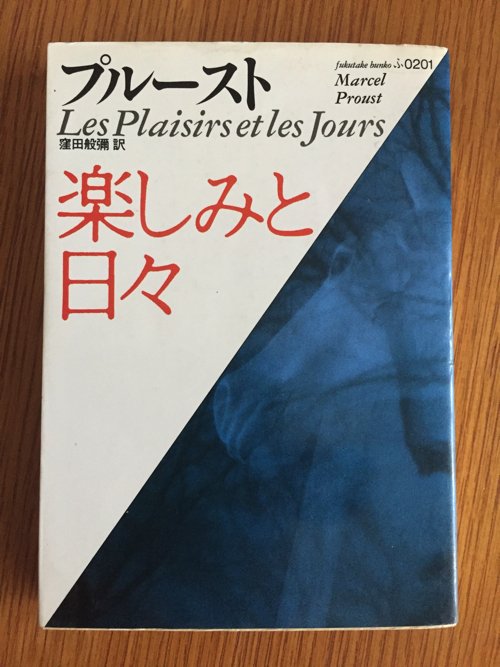 プルースト
fukutake bunko ふ0201
Marcel
Proust
Les Plaisirs et les Jours
窪田般彌 訳
楽しみと
日々